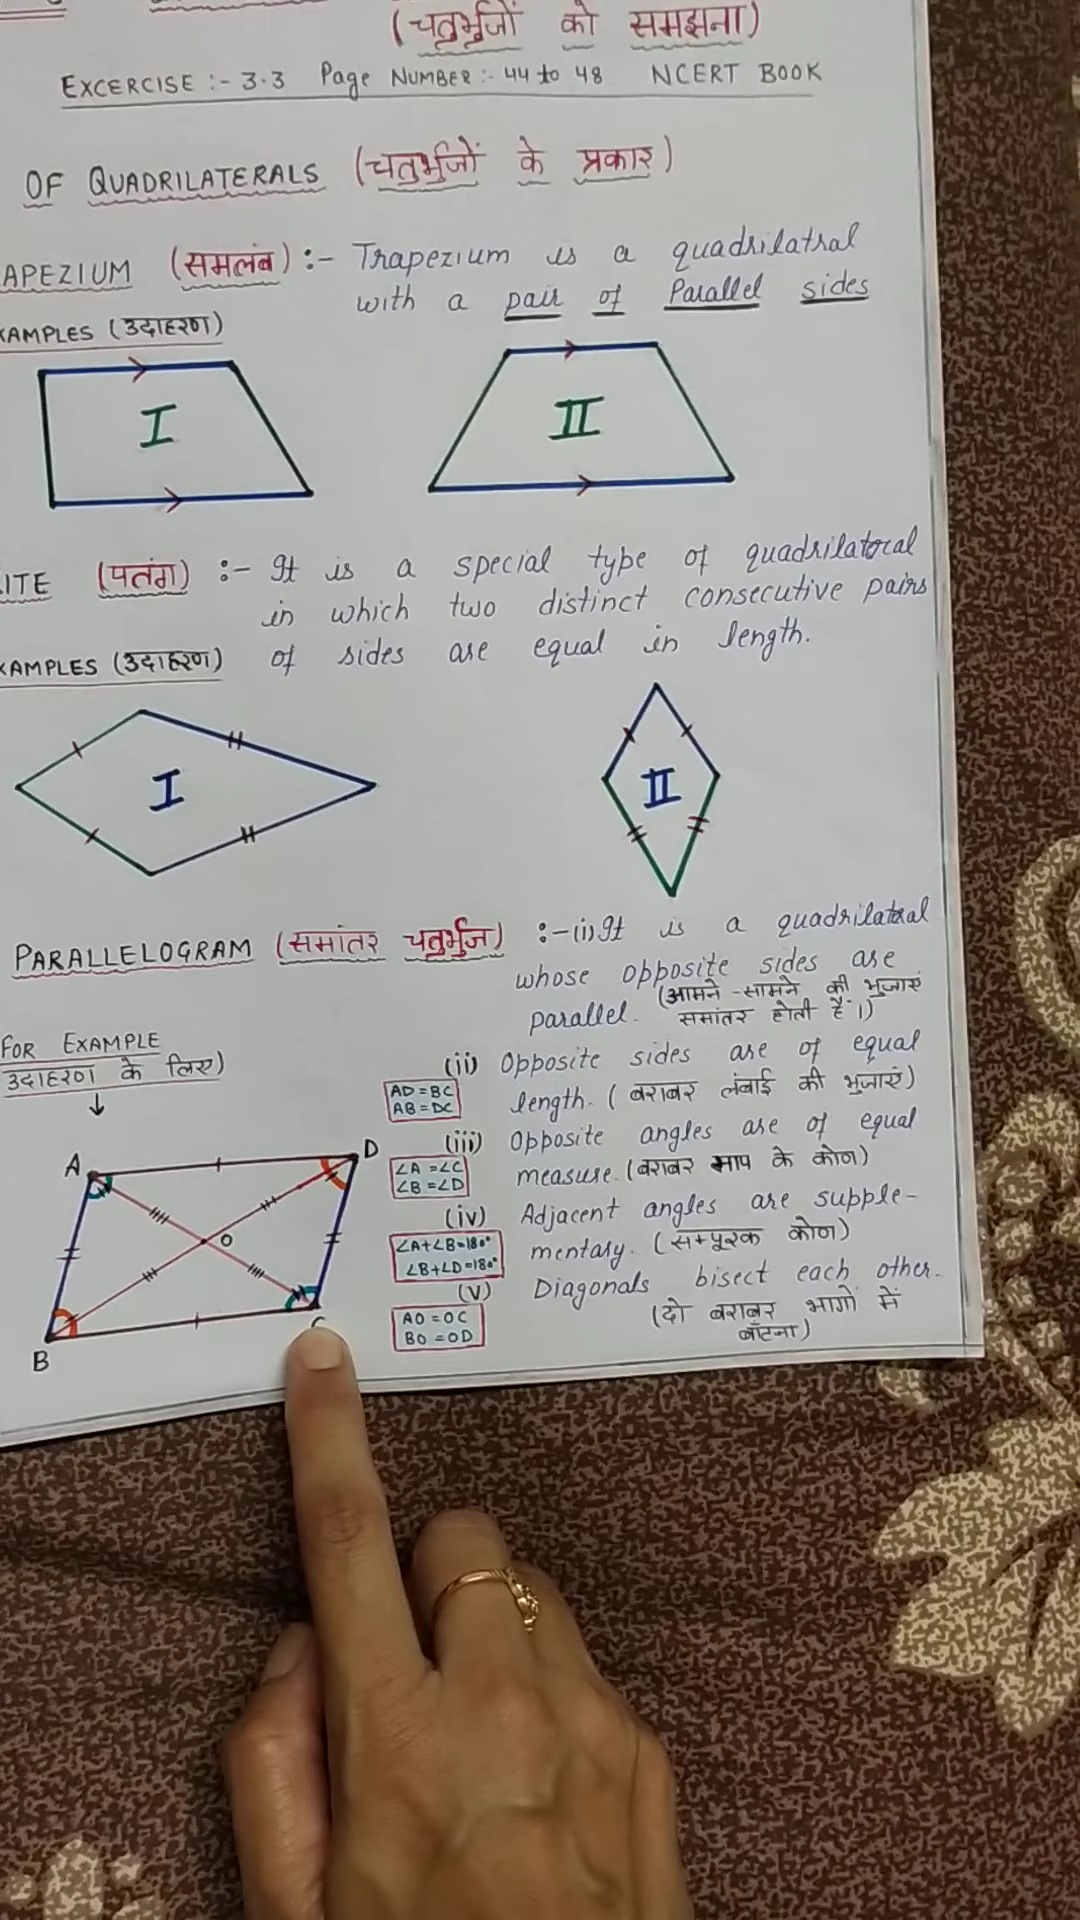 (चतुर्भुजों को समझना)
EXCERCISE :- 3.3 Page NUMBER :- 44 to 48 NCERT BOOK
OF QUADRILATERALS (चतुर्भुजों के प्रकार)
APEZIUM (समलंब) :- Trapezium is a quadrilatral
with a pair of Parallel sides
XAMPLES (उदाहरण)
I
II
ITE (पतंग) :- It is a special type of quadrilateral
in which two distinct consecutive pairs
XAMPLES (उदाहरण) of sides are equal in length.
I
II
PARALLELOGRAM (समांतर चतुर्भुज) :- (i) It is a quadrilateral
whose opposite sides are
parallel. (आमने-सामने की भुजाएं
समांतर होती हैं।)
FOR EXAMPLE
उदाहरण के लिए)
(ii) Opposite sides are of equal
length. (बराबर लंबाई की भुजाएं)
AD = BC
AB = DC
(iii) Opposite angles are of equal
measure. (बराबर माप के कोण)
∠A = ∠C
∠B = ∠D
(iv) Adjacent angles are supple-
mentary. (सम्पूरक कोण)
∠A+∠B=180°
∠B+∠D=180°
(v) Diagonals bisect each other.
(दो बराबर भागों में
बाँटना)
AO = OC
BO = OD
A
D
O
B